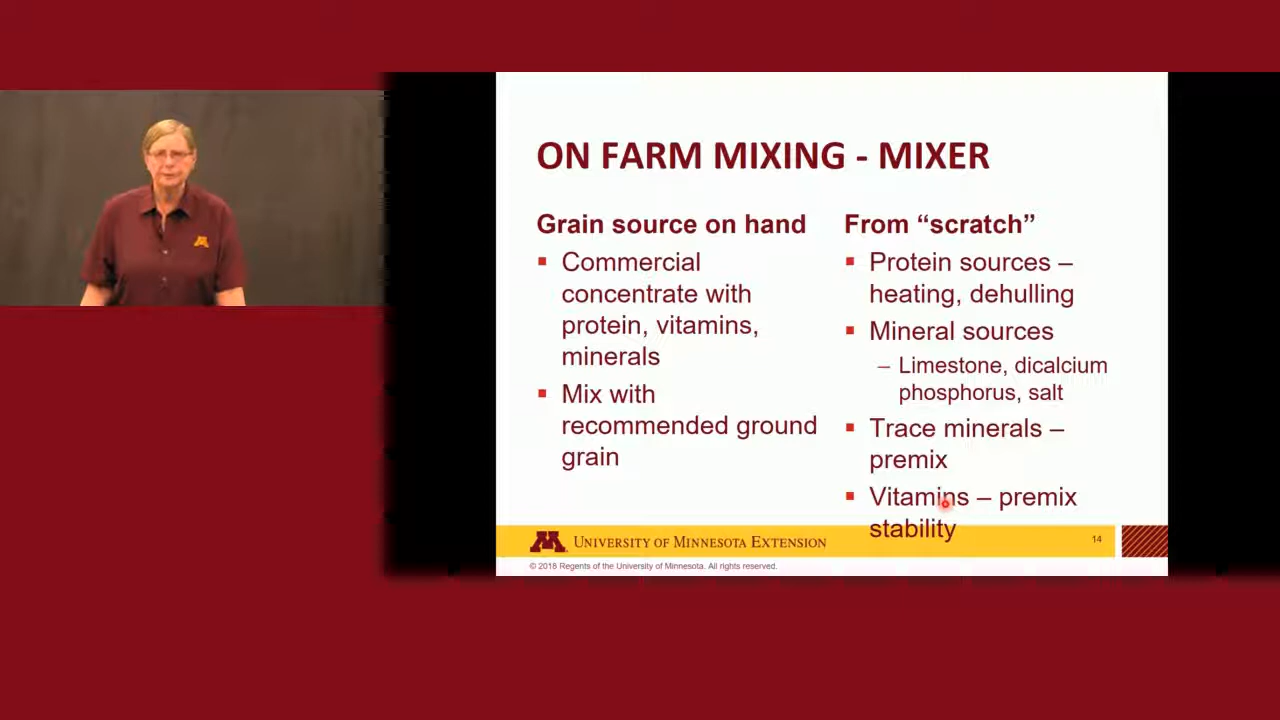 ON FARM MIXING - MIXER
Grain source on hand
Commercial
concentrate with
protein, vitamins,
minerals
Mix with
recommended ground
grain
From “scratch”
Protein sources –
heating, dehulling
Mineral sources
– Limestone, dicalcium
phosphorus, salt
Trace minerals –
premix
Vitamins – premix
stability
M UNIVERSITY OF MINNESOTA EXTENSION
14
© 2018 Regents of the University of Minnesota. All rights reserved.
M